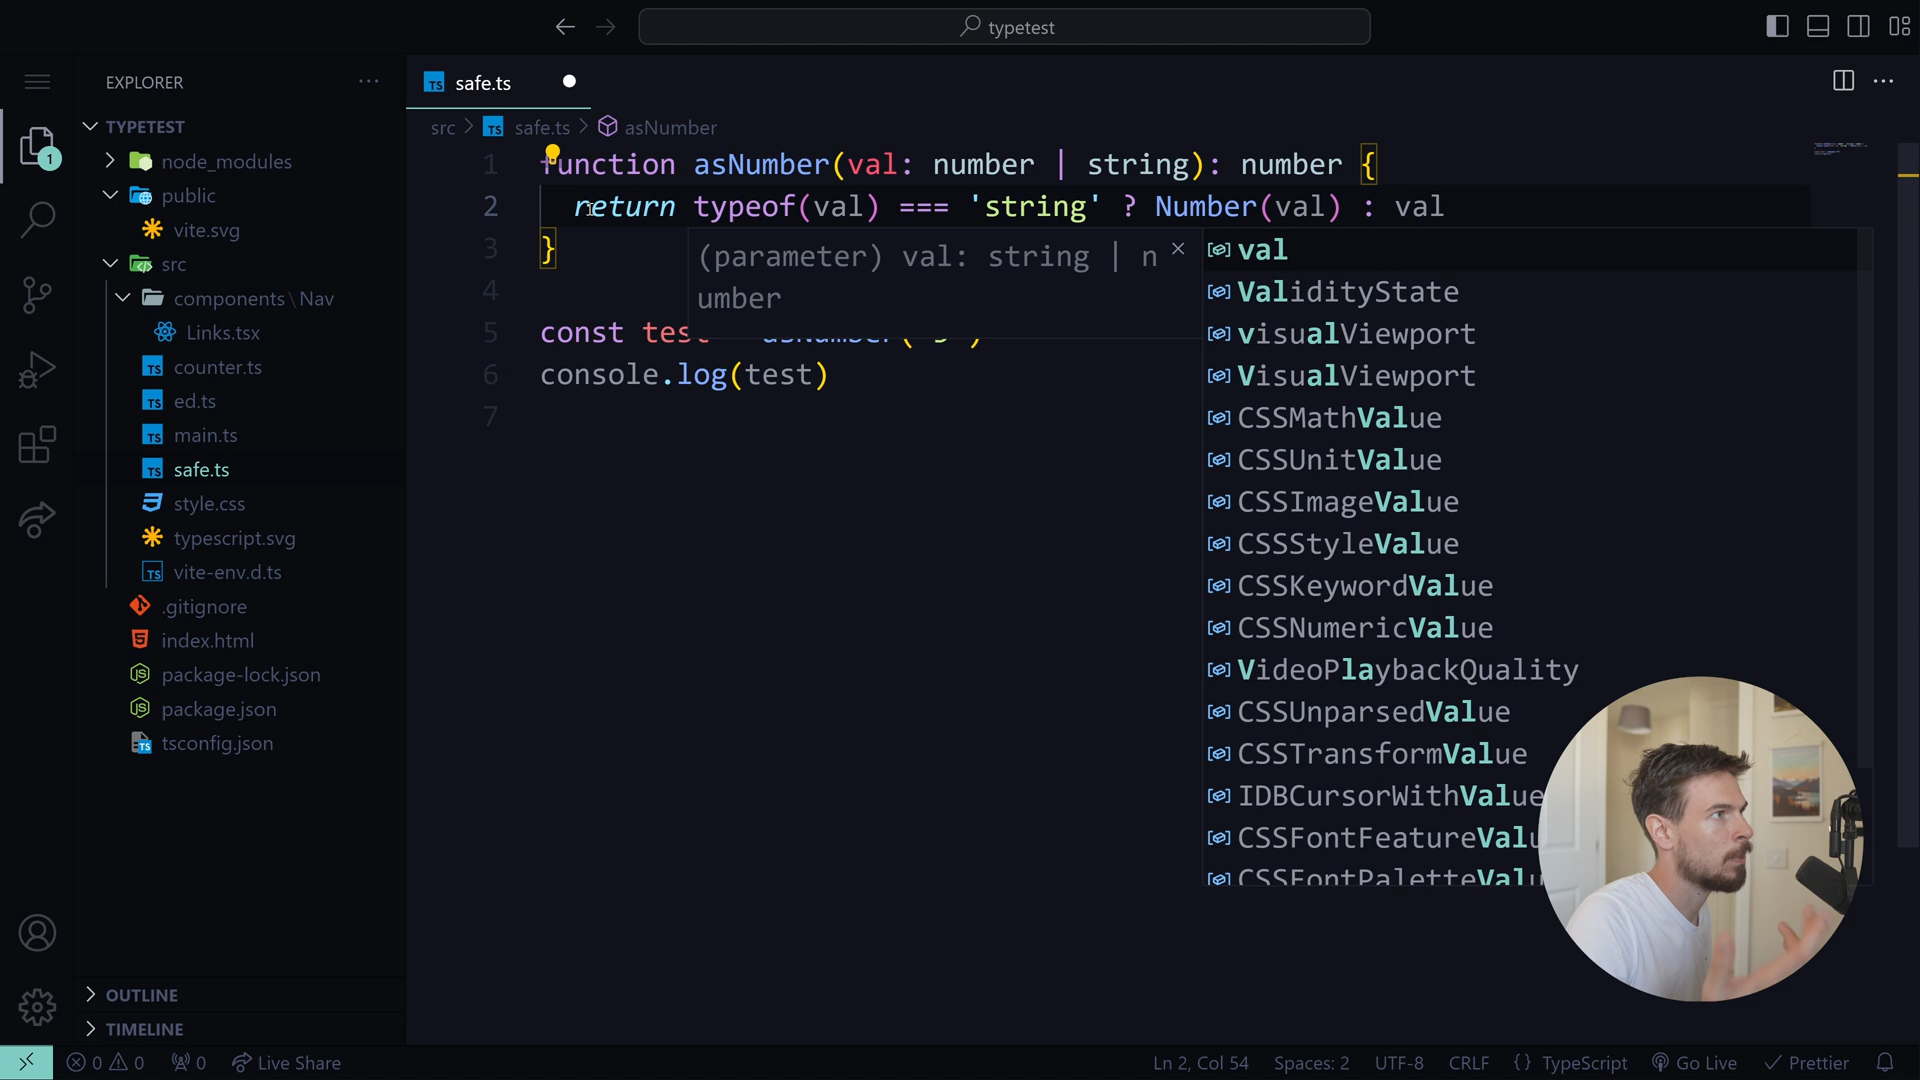 typetest
EXPLORER
TYPETEST
node_modules
public
vite.svg
src
components\Nav
Links.tsx
counter.ts
ed.ts
main.ts
safe.ts
style.css
typescript.svg
vite-env.d.ts
.gitignore
index.html
package-lock.json
package.json
tsconfig.json
OUTLINE
TIMELINE
1
TS safe.ts
src > TS safe.ts > asNumber
1 function asNumber(val: number | string): number {
2 return typeof(val) === 'string' ? Number(val) : val
3 }
4
5 const test
6 console.log(test)
7
(parameter) val: string | n
umber
val
ValidityState
visualViewport
VisualViewport
CSSMathValue
CSSUnitValue
CSSImageValue
CSSStyleValue
CSSKeywordValue
CSSNumericValue
VideoPlaybackQuality
CSSUnparsedValue
CSSTransformValue
IDBCursorWithValue
CSSFontFeatureValu
CSSFontPaletteValu
0 0 0 Live Share
Ln 2, Col 54 Spaces: 2 UTF-8 CRLF {} TypeScript Go Live Prettier